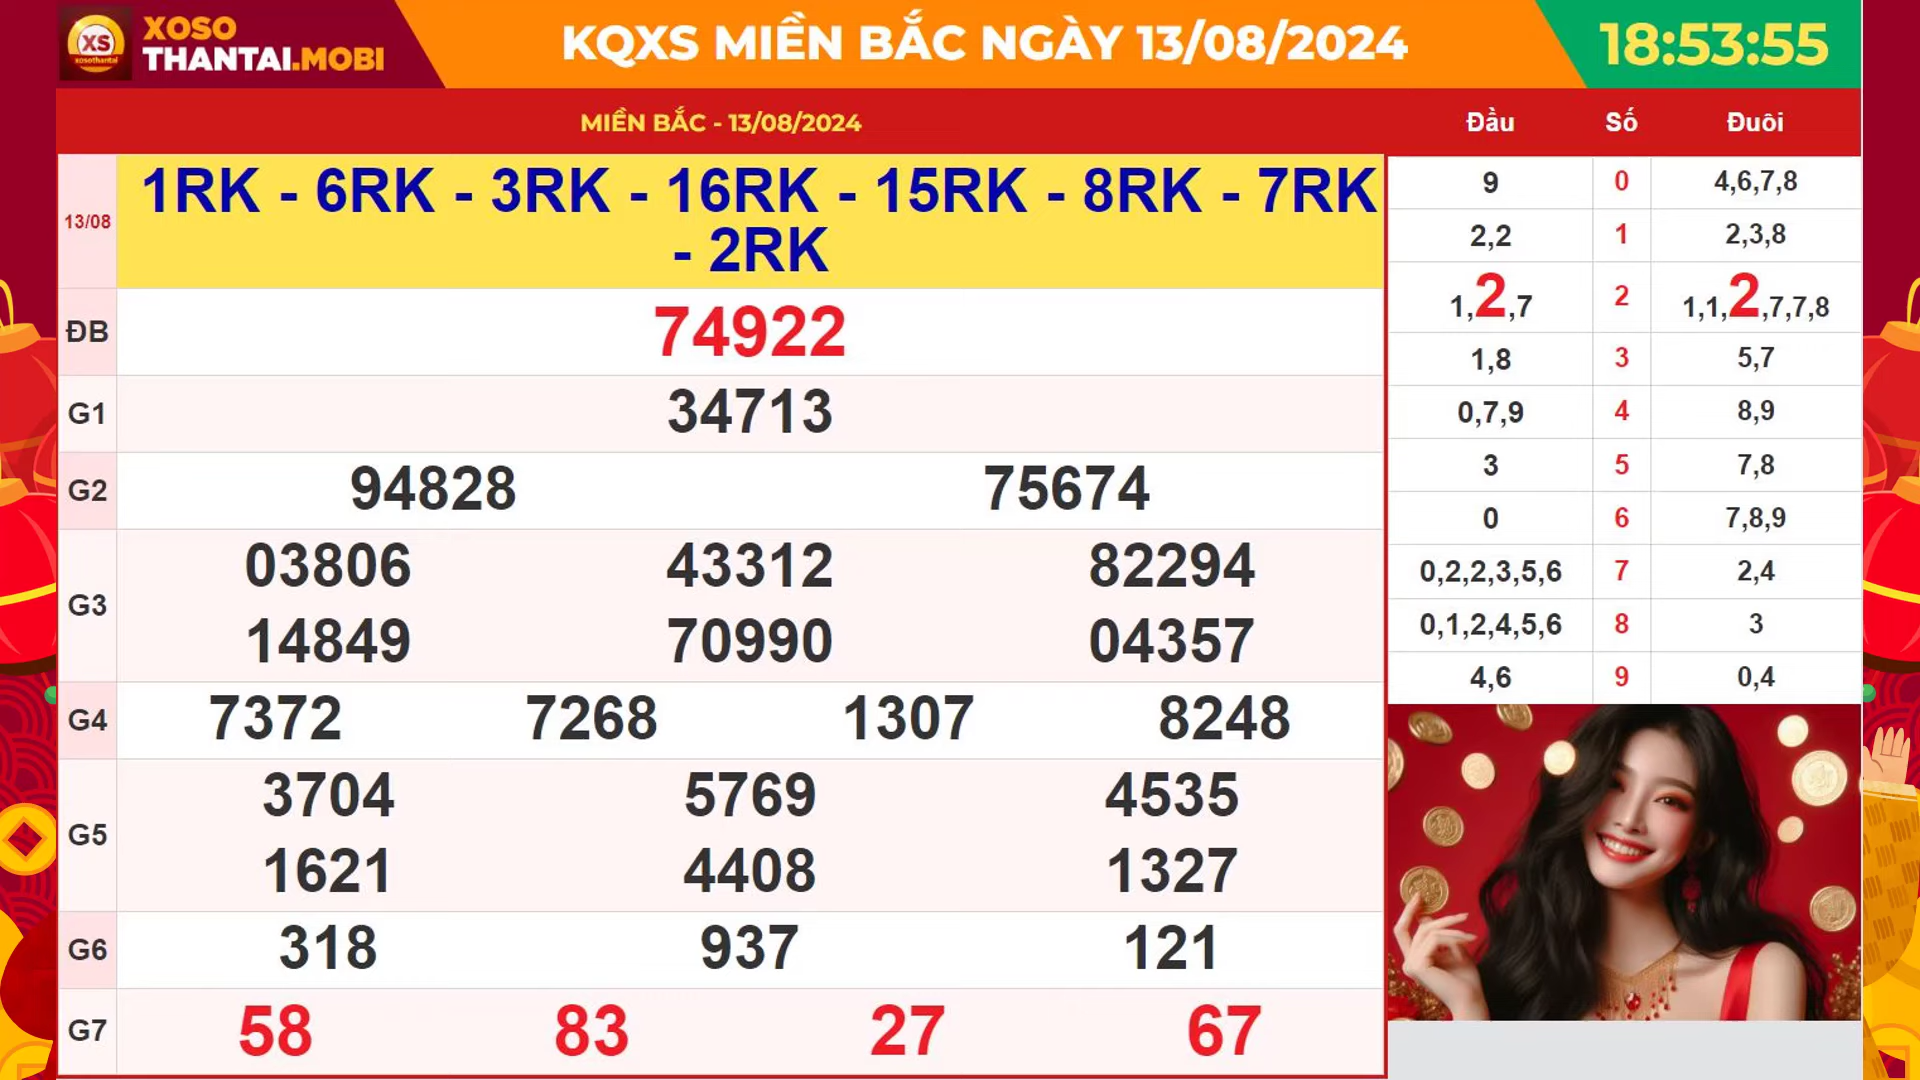 XS
xosothantai
XOSO
THANTAI.MOBI
KQXS MIỀN BẮC NGÀY 13/08/2024
18:53:55
MIỀN BẮC - 13/08/2024
13/08
1RK - 6RK - 3RK - 16RK - 15RK - 8RK - 7RK
- 2RK
ĐB
74922
G1
34713
G2
94828 75674
G3
03806 43312 82294
14849 70990 04357
G4
7372 7268 1307 8248
G5
3704 5769 4535
1621 4408 1327
G6
318 937 121
G7
58 83 27 67
Đầu Số Đuôi
9 0 4,6,7,8
2,2 1 2,3,8
1,2,7 2 1,1,2,7,7,8
1,8 3 5,7
0,7,9 4 8,9
3 5 7,8
0 6 7,8,9
0,2,2,3,5,6 7 2,4
0,1,2,4,5,6 8 3
4,6 9 0,4